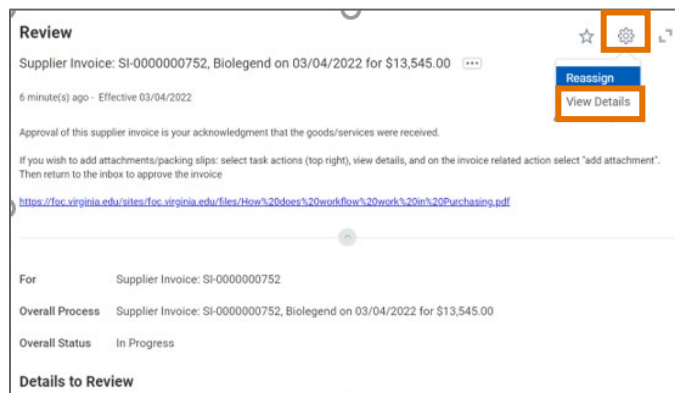 Review
Supplier Invoice: SI-0000000752, Biolegend on 03/04/2022 for $13,545.00
Reassign
View Details
6 minute(s) ago - Effective 03/04/2022
Approval of this supplier invoice is your acknowledgment that the goods/services were received.
If you wish to add attachments/packing slips: select task actions (top right), view details, and on the invoice related action select "add attachment".
Then return to the inbox to approve the invoice
https://foc.virginia.edu/sites/foc.virginia.edu/files/How%20does%20workflow%20work%20in%20Purchasing.pdf
For Supplier Invoice: SI-0000000752
Overall Process Supplier Invoice: SI-0000000752, Biolegend on 03/04/2022 for $13,545.00
Overall Status In Progress
Details to Review